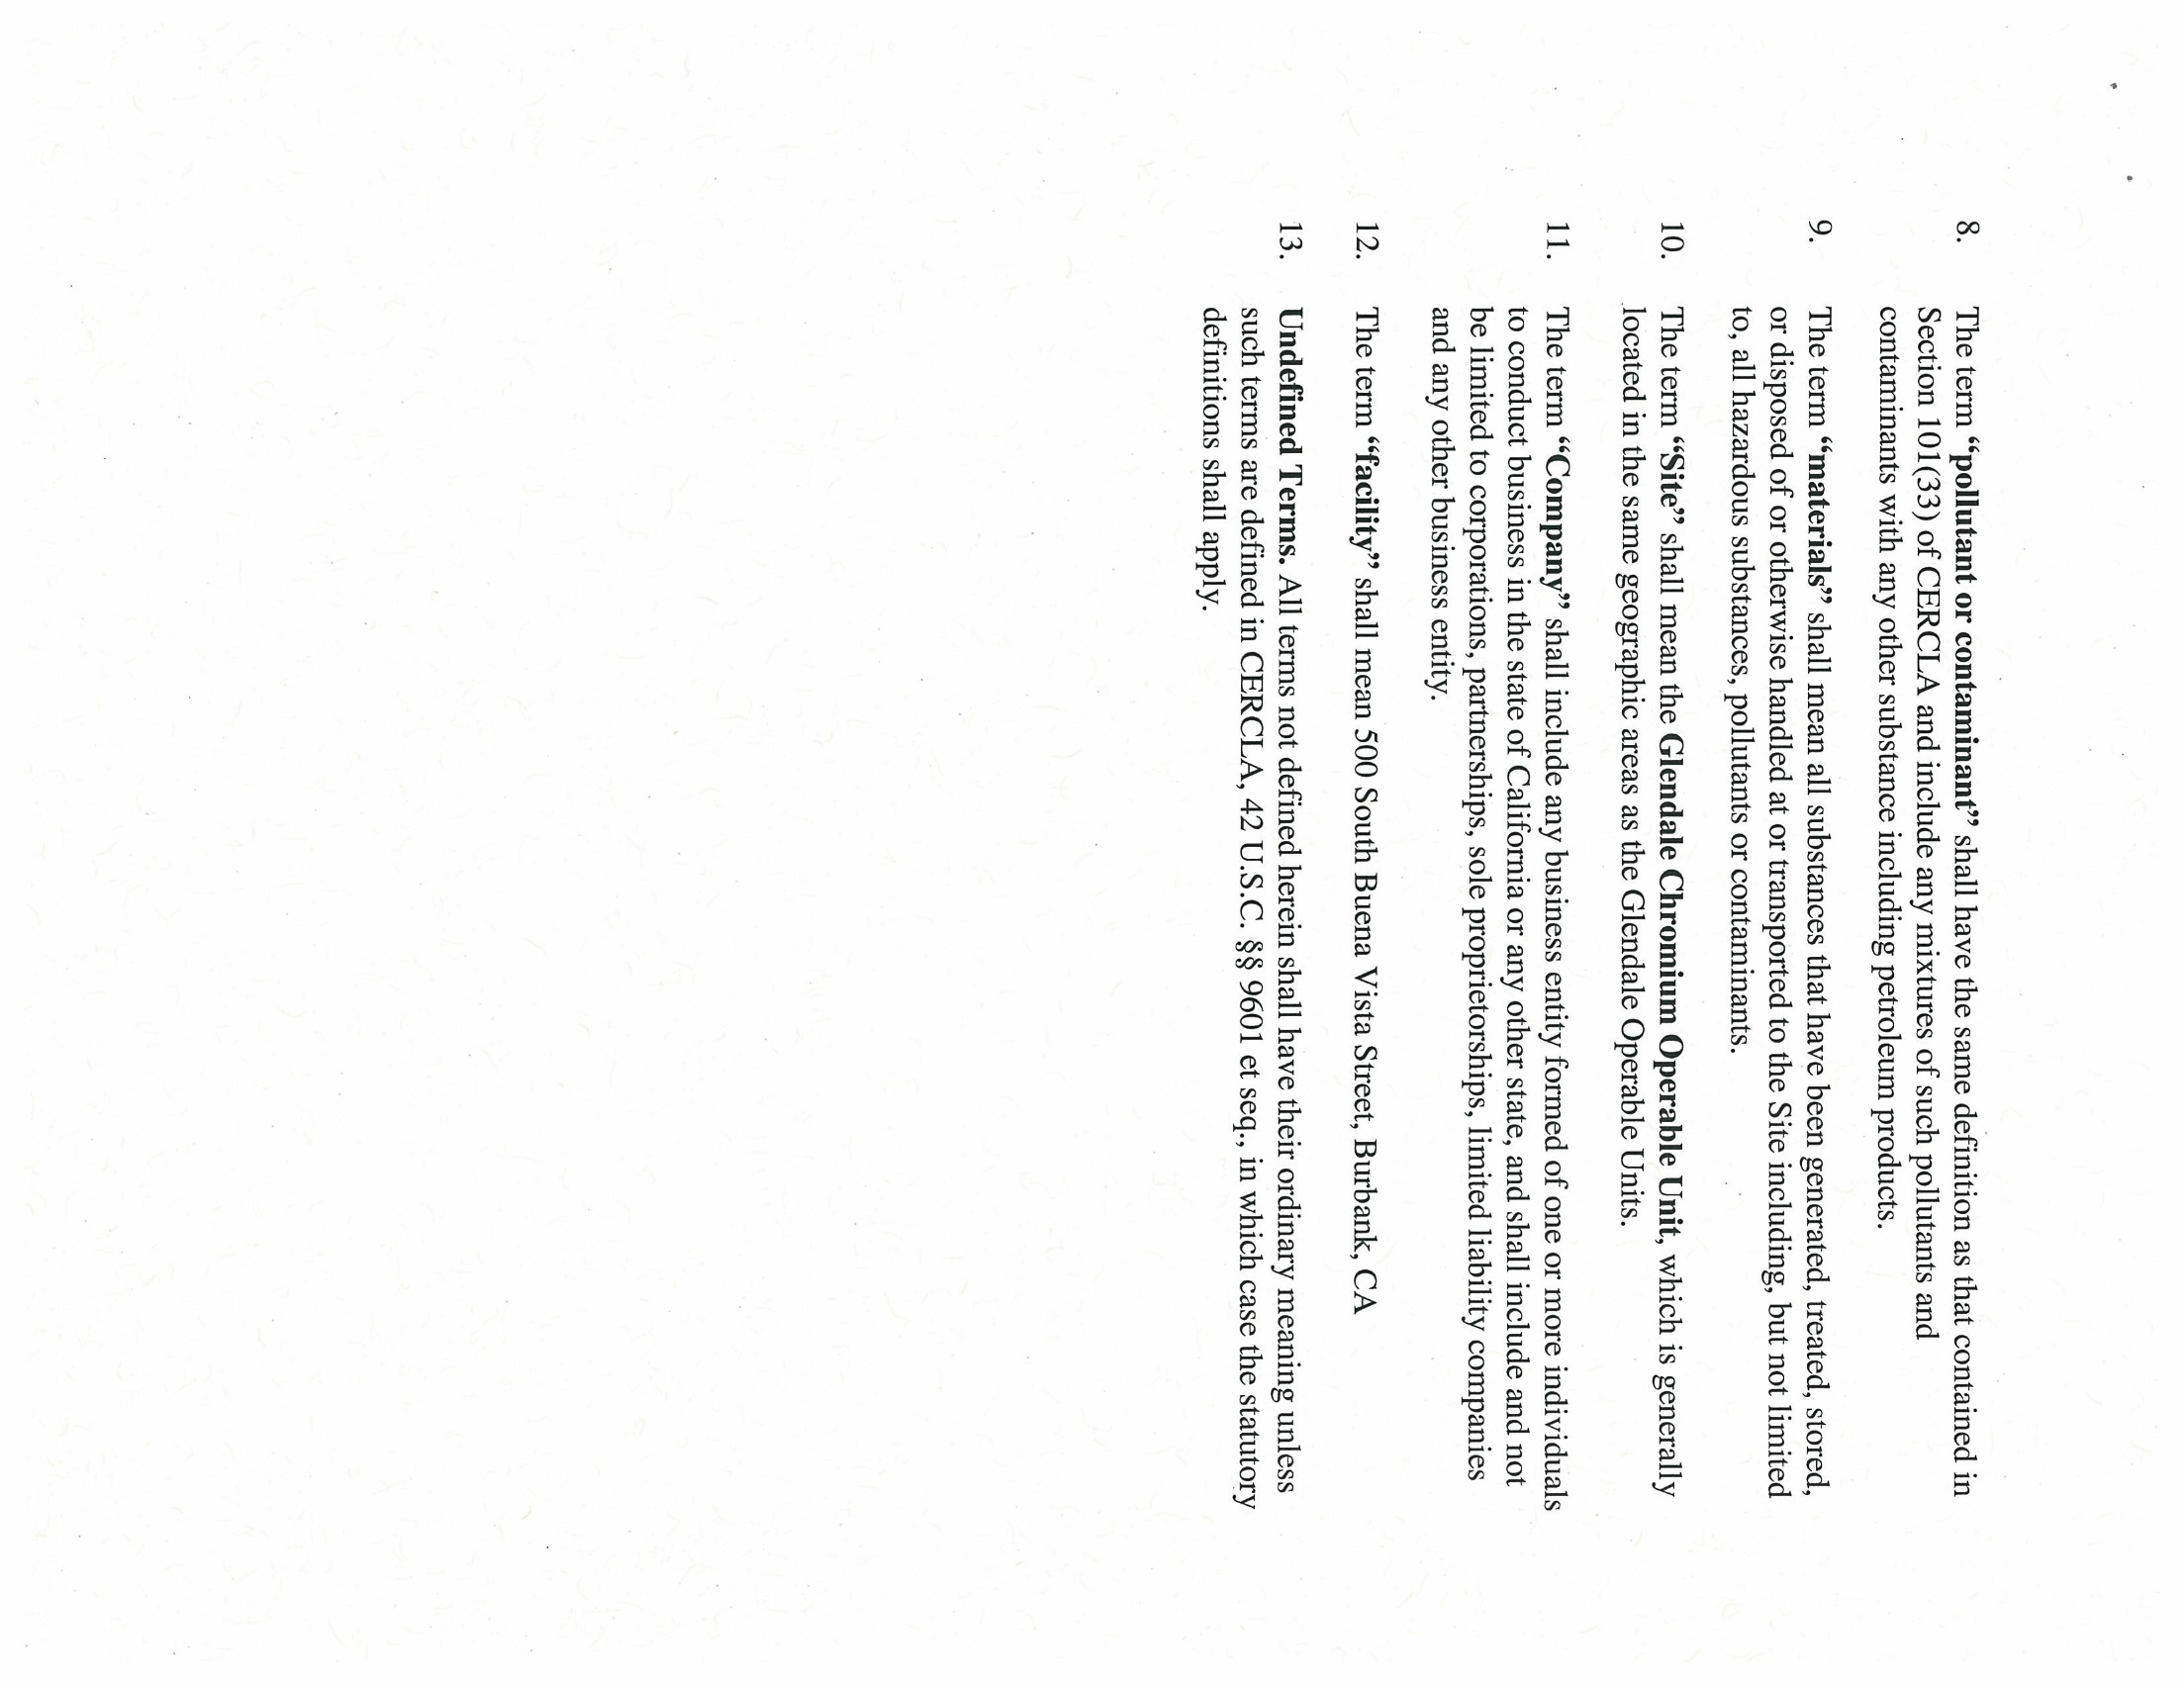 8. The term “pollutant or contaminant” shall have the same definition as that contained in
Section 101(33) of CERCLA and include any mixtures of such pollutants and
contaminants with any other substance including petroleum products.
9. The term “materials” shall mean all substances that have been generated, treated, stored,
or disposed of or otherwise handled at or transported to the Site including, but not limited
to, all hazardous substances, pollutants or contaminants.
10. The term “Site” shall mean the Glendale Chromium Operable Unit, which is generally
located in the same geographic areas as the Glendale Operable Units.
11. The term “Company” shall include any business entity formed of one or more individuals
to conduct business in the state of California or any other state, and shall include and not
be limited to corporations, partnerships, sole proprietorships, limited liability companies
and any other business entity.
12. The term “facility” shall mean 500 South Buena Vista Street, Burbank, CA
13. Undefined Terms. All terms not defined herein shall have their ordinary meaning unless
such terms are defined in CERCLA, 42 U.S.C. §§ 9601 et seq., in which case the statutory
definitions shall apply.